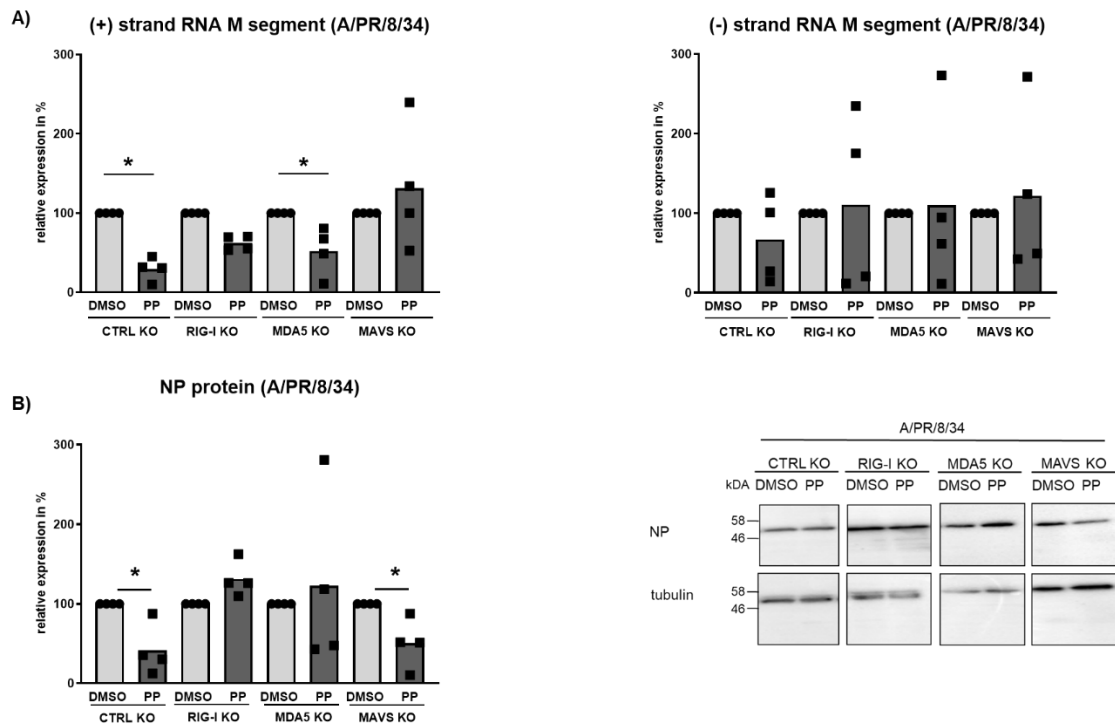 A)
(+) strand RNA M segment (A/PR/8/34)
relative expression in %
300
200
100
0
*
*
DMSO PP DMSO PP DMSO PP DMSO PP
CTRL KO RIG-I KO MDA5 KO MAVS KO
(-) strand RNA M segment (A/PR/8/34)
relative expression in %
300
200
100
0
DMSO PP DMSO PP DMSO PP DMSO PP
CTRL KO RIG-I KO MDA5 KO MAVS KO
B)
NP protein (A/PR/8/34)
relative expression in %
300
200
100
0
*
*
DMSO PP DMSO PP DMSO PP DMSO PP
CTRL KO RIG-I KO MDA5 KO MAVS KO
A/PR/8/34
CTRL KO RIG-I KO MDA5 KO MAVS KO
kDA DMSO PP DMSO PP DMSO PP DMSO PP
NP
58
46
tubulin
58
46